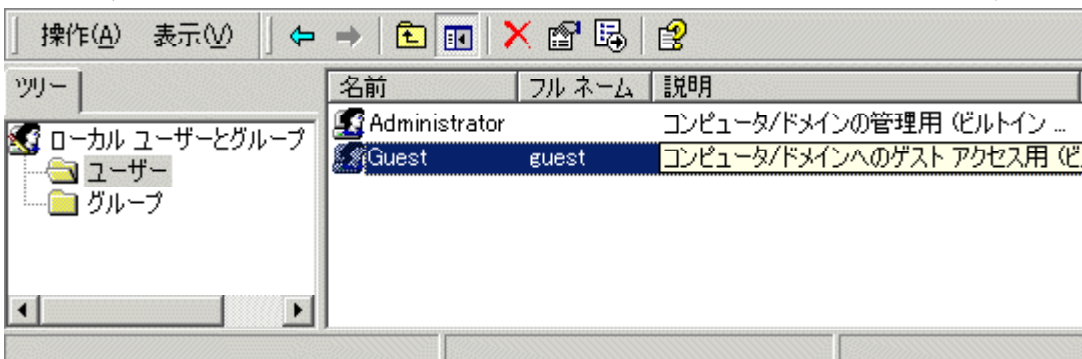 操作(A) 表示(V)
ツリー
名前 フル ネーム 説明
ローカル ユーザーとグループ
ユーザー
グループ
Administrator コンピュータ/ドメインの管理用 (ビルトイン ...
Guest guest コンピュータ/ドメインへのゲスト アクセス用 (ビ